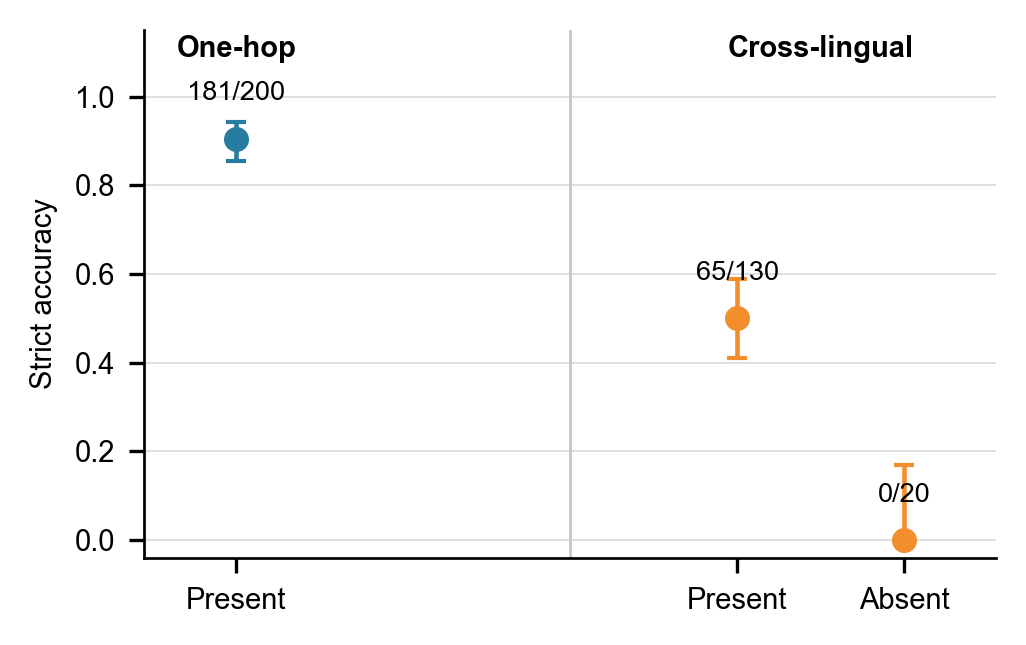 One-hop
Cross-lingual
181/200
65/130
0/20
1.0
0.8
0.6
0.4
0.2
0.0
Strict accuracy
Present
Present
Absent